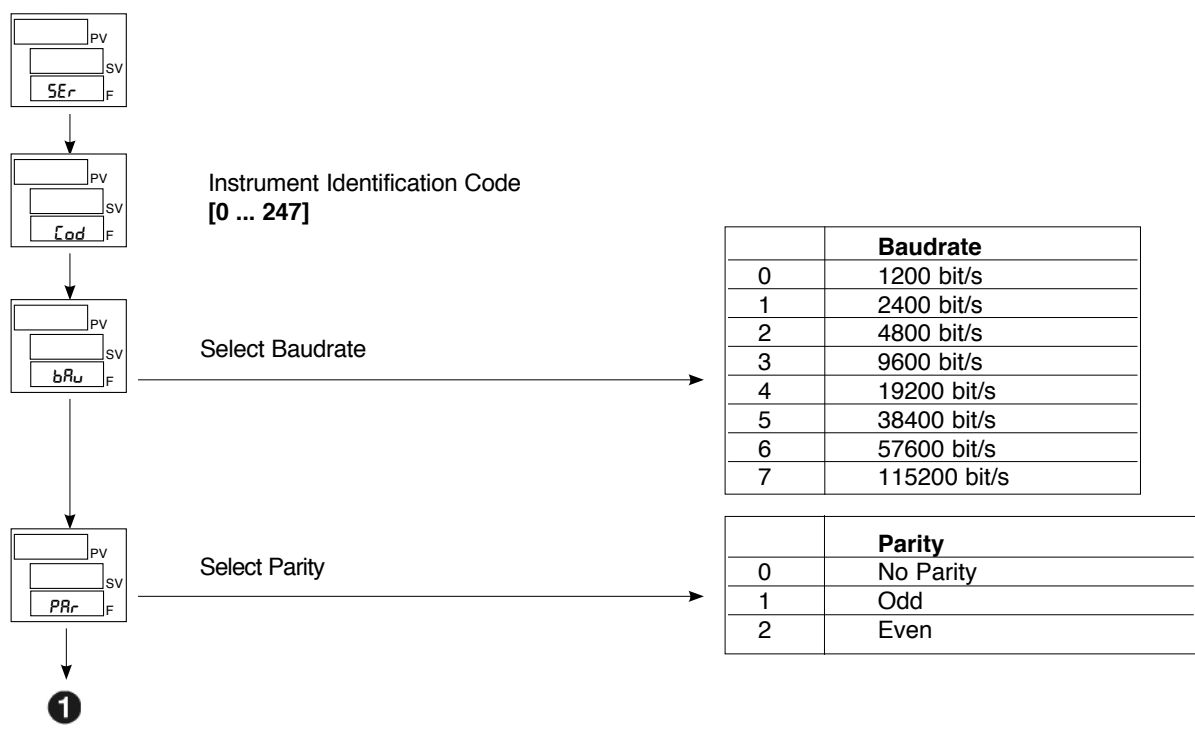 PV
SV
SEr F
PV
SV
Cod F
Instrument Identification Code
[0 ... 247]
PV
SV
bAu F
Select Baudrate
Baudrate
0 1200 bit/s
1 2400 bit/s
2 4800 bit/s
3 9600 bit/s
4 19200 bit/s
5 38400 bit/s
6 57600 bit/s
7 115200 bit/s
PV
SV
PAr F
Select Parity
Parity
0 No Parity
1 Odd
2 Even
1